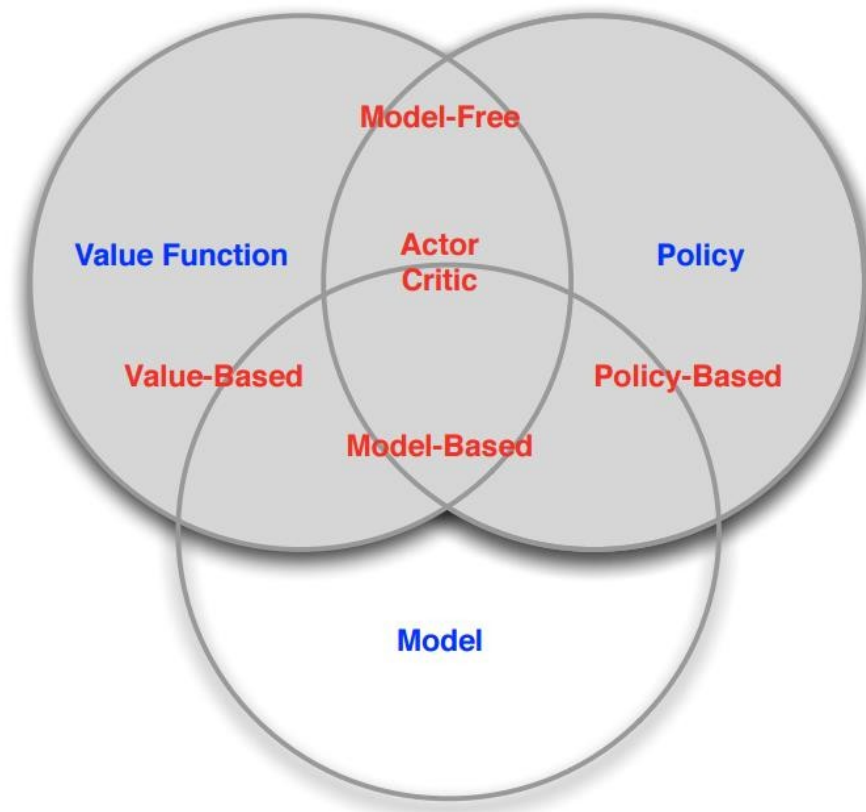 Model-Free
Value Function
Actor
Critic
Policy
Value-Based
Policy-Based
Model-Based
Model